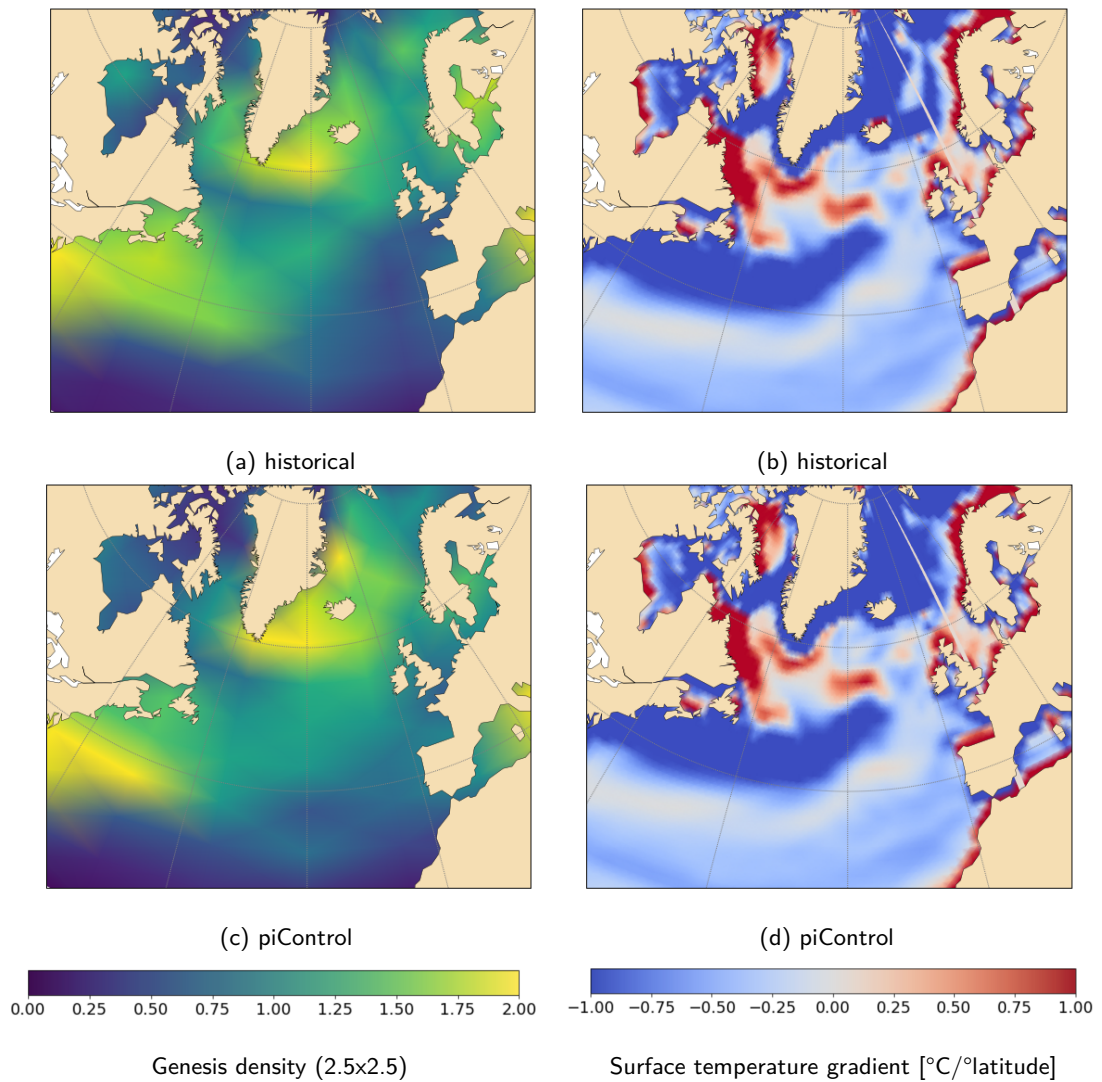 (a) historical
(b) historical
(c) piControl
(d) piControl
0.00 0.25 0.50 0.75 1.00 1.25 1.50 1.75 2.00
−1.00 −0.75 −0.50 −0.25 0.00 0.25 0.50 0.75 1.00
Genesis density (2.5x2.5)
Surface temperature gradient [°C/°latitude]